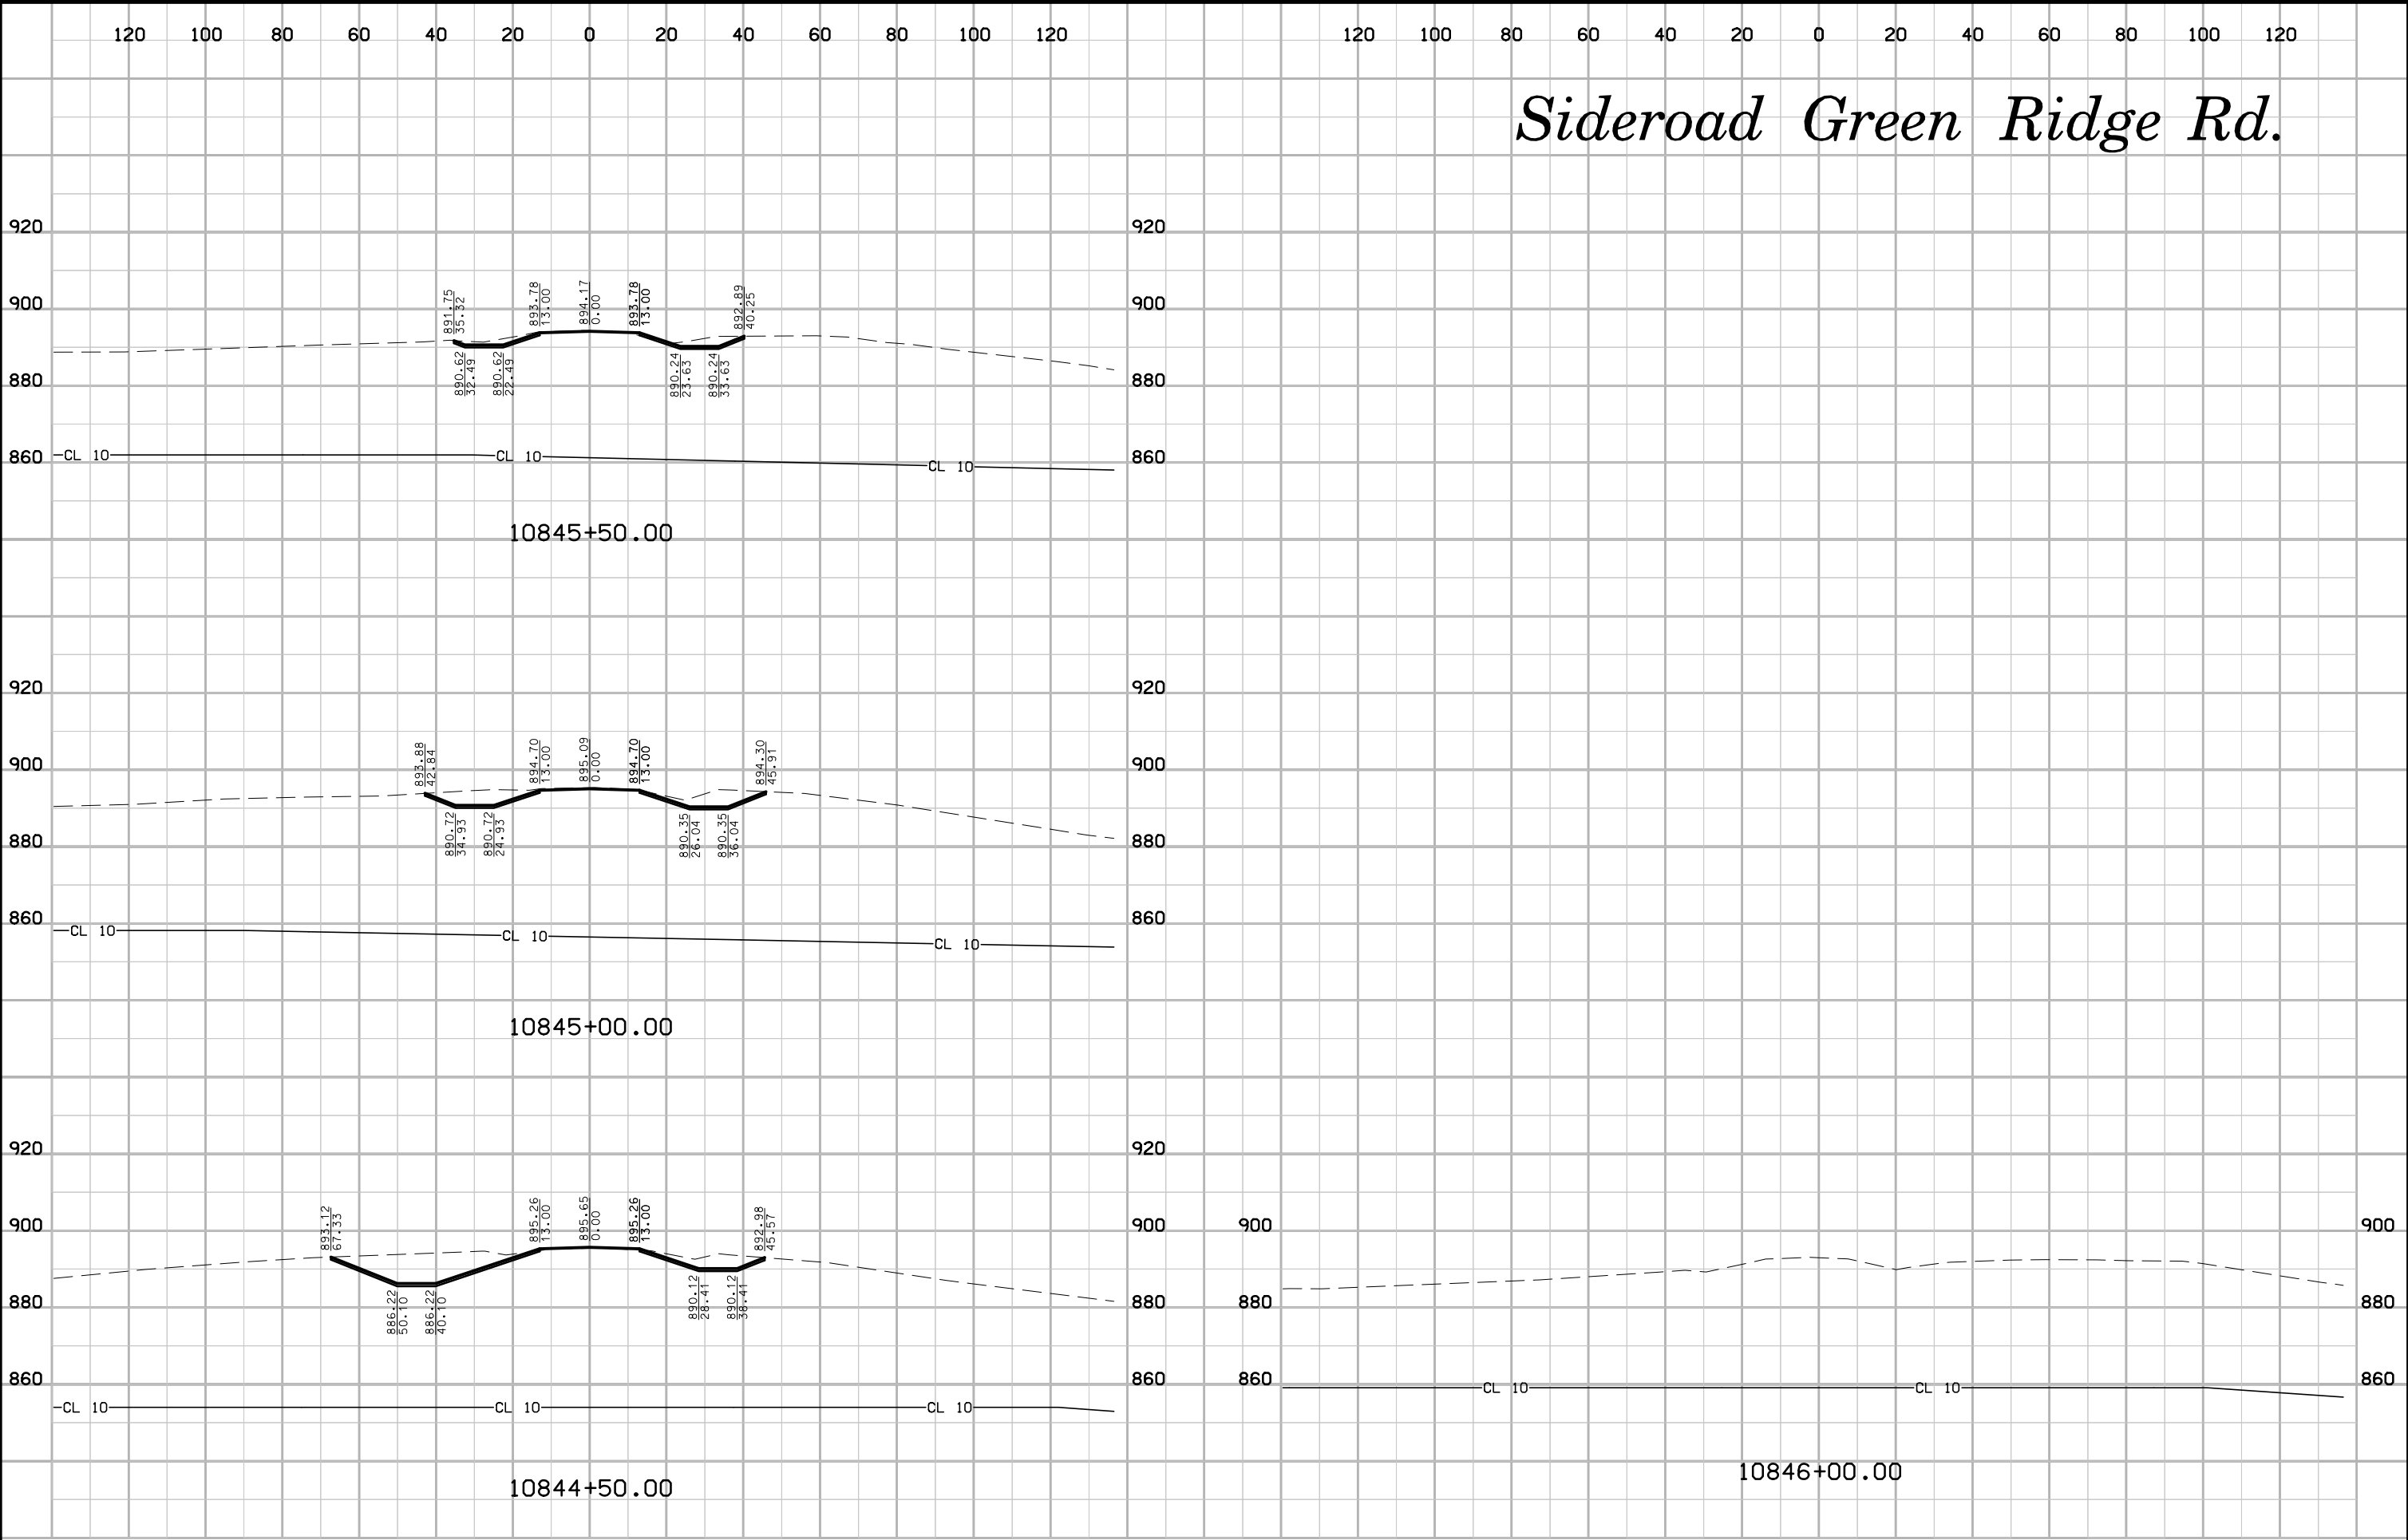 120 100 80 60 40 20 0 20 40 60 80 100 120 120 100 80 60 40 20 0 20 40 60 80 100 120
Sideroad Green Ridge Rd.
920 920
891.75 35.32 893.78 13.00 894.17 0.00 893.78 13.00 892.89 40.25
900 900
890.62 32.49 890.62 22.49 890.24 23.63 890.24 33.63
880 880
860 CL 10 CL 10 CL 10 860
10845+50.00
920 920
893.88 42.84 894.70 13.00 895.09 0.00 894.70 13.00 894.30 45.91
900 900
890.72 34.93 890.72 24.93 890.35 26.04 890.35 36.04
880 880
860 860
CL 10 CL 10 CL 10
10845+00.00
920 920
893.12 67.33 895.26 13.00 895.65 0.00 895.26 13.00 892.98 45.57
900 900 900 900
886.22 50.10 886.22 40.10 890.12 28.41 890.12 38.41
880 880 880 880
860 860 860 860
CL 10 CL 10
CL 10 CL 10 CL 10
10846+00.00
10844+50.00